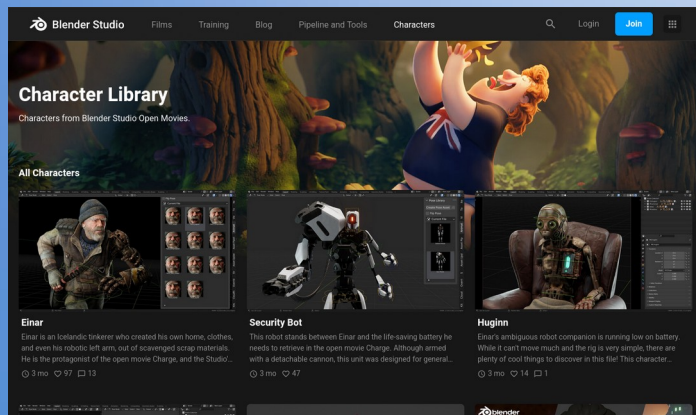 Blender Studio Films Training Blog Pipeline and Tools Characters Login Join
Character Library
Characters from Blender Studio Open Movies.
All Characters
Einar
Einar is an Icelandic tinkerer who created his own home, clothes,
and even his robotic left arm; out of scavenged scrap materials.
He is the protagonist of the open movie Charge, and the Studio'...
3 mo 97 13
Security Bot
This robot stands between Einar and the life-saving battery he
needs to retrieve in the open movie Charge. Although armed
with a detachable cannon, this unit was designed for general...
3 mo 47
Huginn
Einar's ambiguous robot companion is running low on battery.
While it can't move much and the rig is very simple, there are
plenty of cool things to discover in this file! This character...
3 mo 14 1
blender